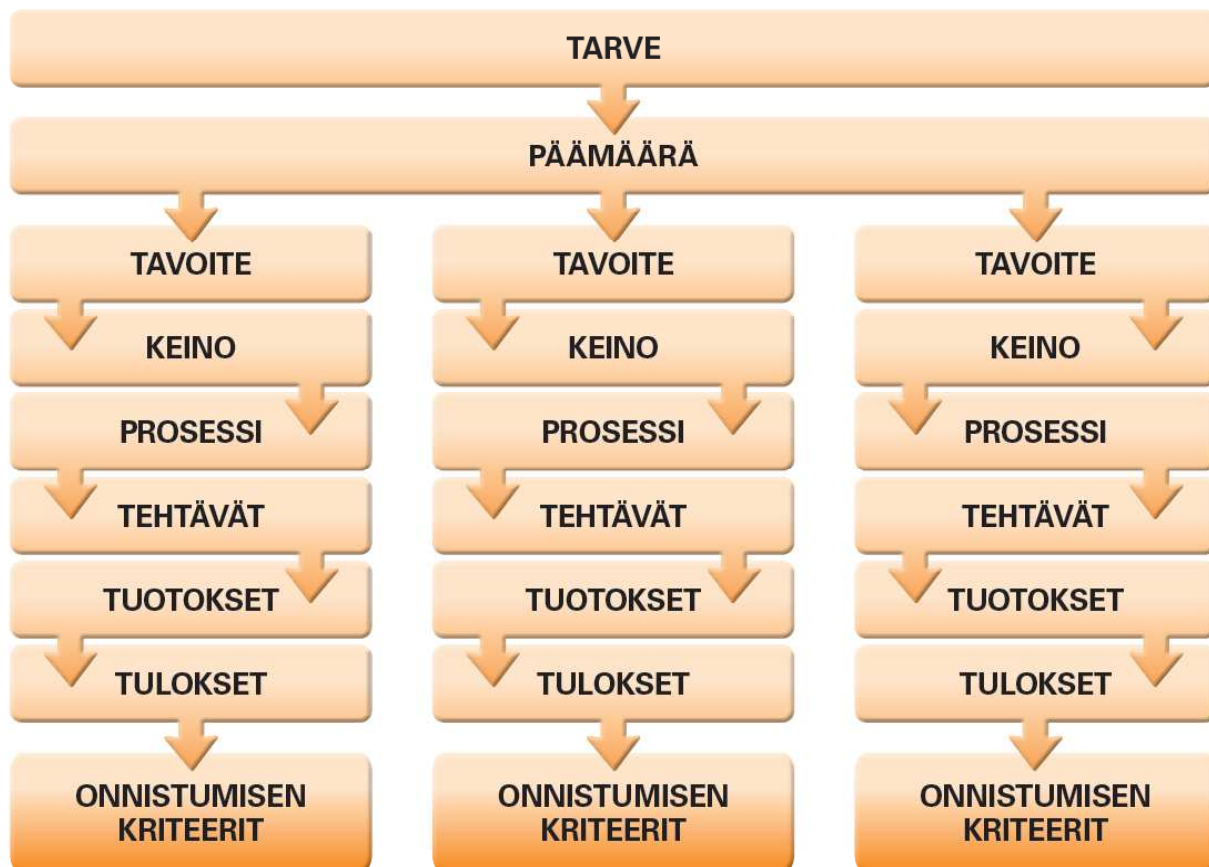 TARVE
PÄÄMÄÄRÄ
TAVOITE
KEINO
PROSESSI
TEHTÄVÄT
TUOTOKSET
TULOKSET
ONNISTUMISEN
KRITEERIT
TAVOITE
KEINO
PROSESSI
TEHTÄVÄT
TUOTOKSET
TULOKSET
ONNISTUMISEN
KRITEERIT
TAVOITE
KEINO
PROSESSI
TEHTÄVÄT
TUOTOKSET
TULOKSET
ONNISTUMISEN
KRITEERIT